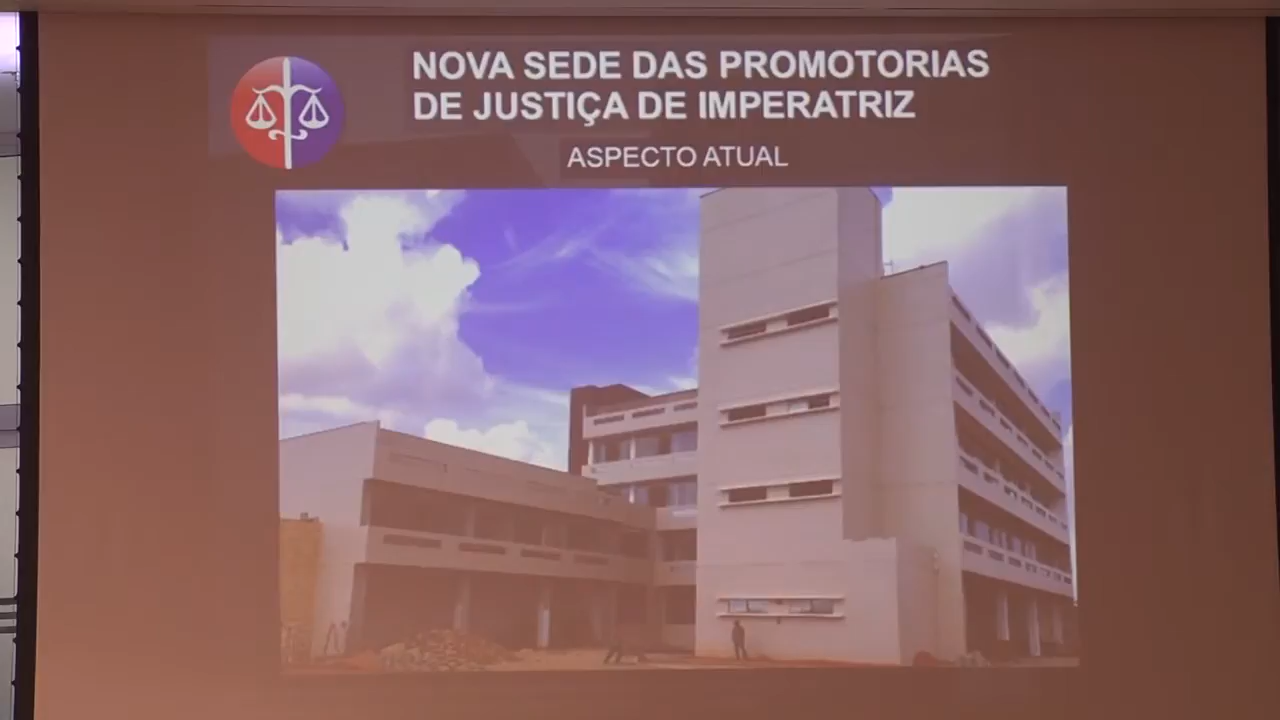 NOVA SEDE DAS PROMOTORIAS
DE JUSTIÇA DE IMPERATRIZ
ASPECTO ATUAL